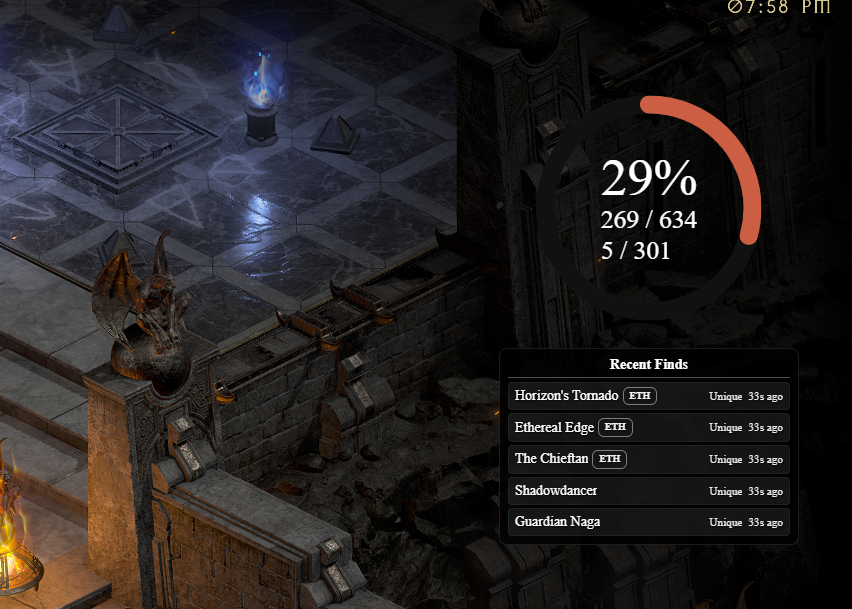 07:58 PM
29%
269 / 634
5 / 301
Recent Finds
Horizon's Tornado ETH Unique 33s ago
Ethereal Edge ETH Unique 33s ago
The Chieftan ETH Unique 33s ago
Shadowdancer Unique 33s ago
Guardian Naga Unique 33s ago